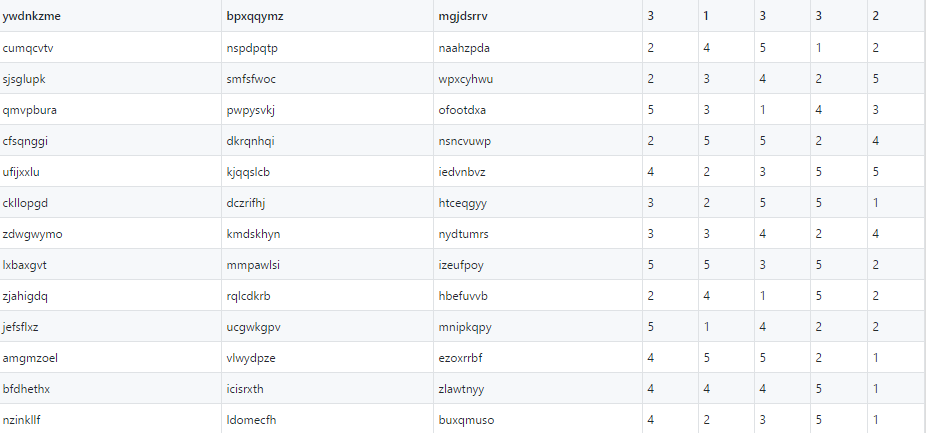 ywdnkzme bpxqqymz mgjdsrrv 3 1 3 3 2
cumqcvtv nspdpqtp naahzpda 2 4 5 1 2
sjsglupk smfsfwoc wpxcyhwu 2 3 4 2 5
qmvpbura pwpysvkj ofootdxa 5 3 1 4 3
cfsqnggi dkrqnhqi nsncvuwp 2 5 5 2 4
ufijxxlu kjqqslcb iedvnbvz 4 2 3 5 5
ckllopgd dczrifhj htceqgyy 3 2 5 5 1
zdwgwymo kmdskhyn nydtumrs 3 3 4 2 4
lxbaxgvt mmpawlsi izeufpoy 5 5 3 5 2
zjahigdq rqlcdkrb hbefuvvb 2 4 1 5 2
jefsflxz ucgwkgpv mnipkqpy 5 1 4 2 2
amgmzoel vlwydpze ezoxrrbf 4 5 5 2 1
bfdhethx icisrxth zlawtnyy 4 4 4 5 1
nzinkllf ldomecfh buxqmuso 4 2 3 5 1